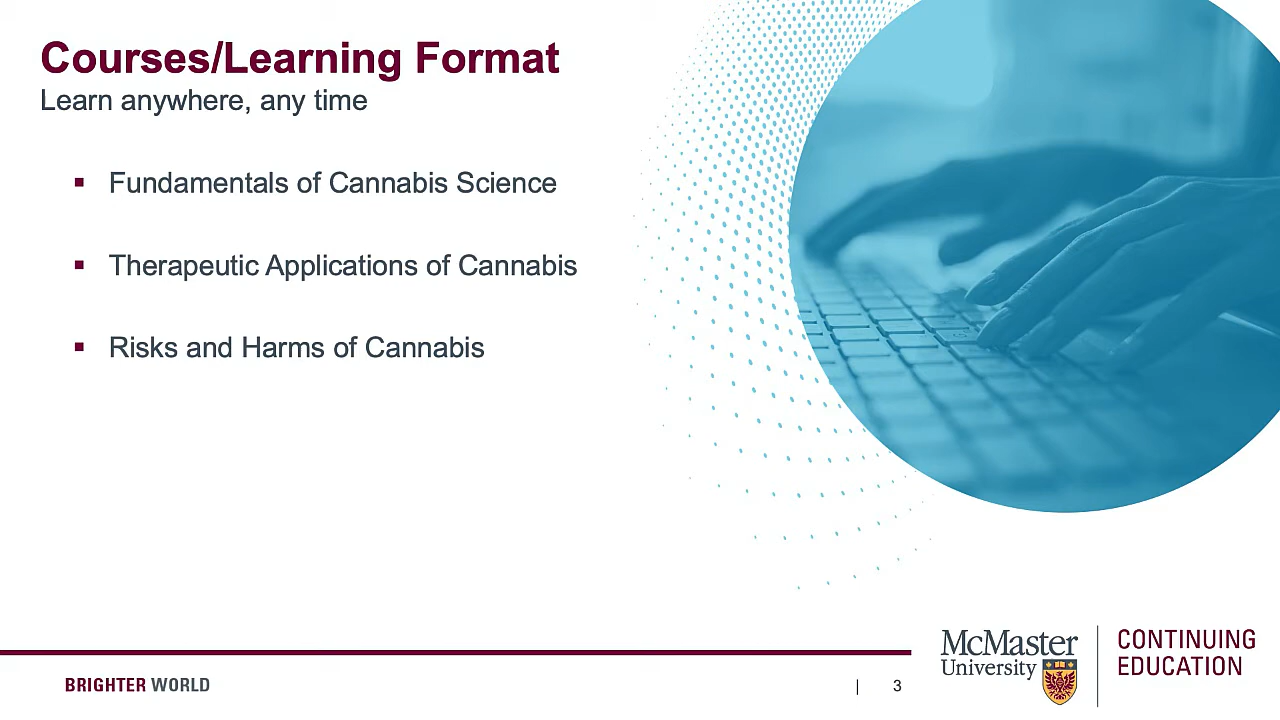 Courses/Learning Format
Learn anywhere, any time
▪ Fundamentals of Cannabis Science
▪ Therapeutic Applications of Cannabis
▪ Risks and Harms of Cannabis
BRIGHTER WORLD
| 3
McMaster
University
CONTINUING
EDUCATION